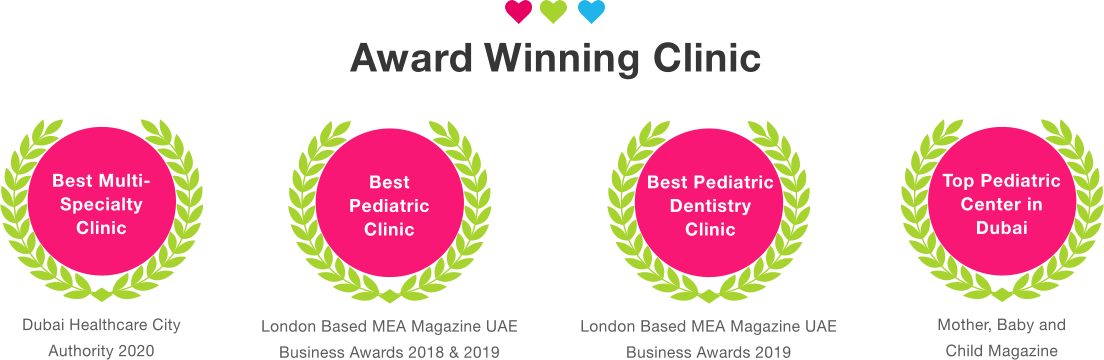 Award Winning Clinic
Best Multi-
Specialty
Clinic
Dubai Healthcare City
Authority 2020
Best
Pediatric
Clinic
London Based MEA Magazine UAE
Business Awards 2018 & 2019
Best Pediatric
Dentistry
Clinic
London Based MEA Magazine UAE
Business Awards 2019
Top Pediatric
Center in
Dubai
Mother, Baby and
Child Magazine